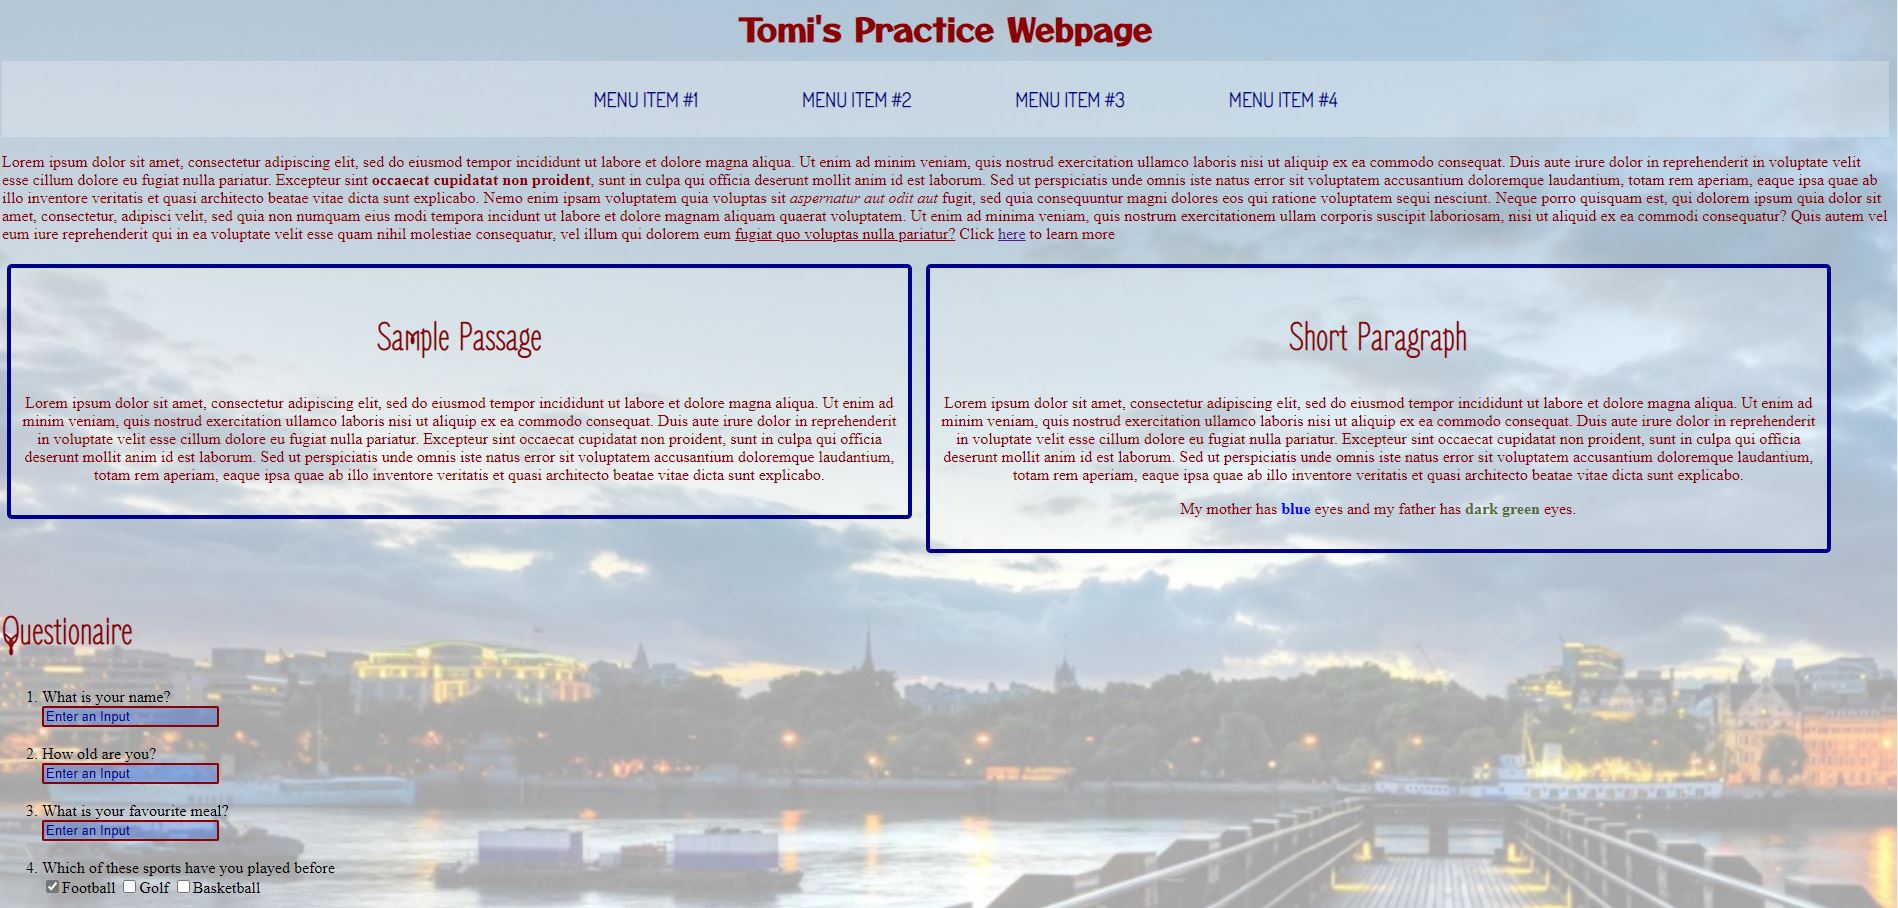 Tomi's Practice Webpage
MENU ITEM #1 MENU ITEM #2 MENU ITEM #3 MENU ITEM #4
Lorem ipsum dolor sit amet, consectetur adipiscing elit, sed do eiusmod tempor incididunt ut labore et dolore magna aliqua. Ut enim ad minim veniam, quis nostrud exercitation ullamco laboris nisi ut aliquip ex ea commodo consequat. Duis aute irure dolor in reprehenderit in voluptate velit
esse cillum dolore eu fugiat nulla pariatur. Excepteur sint occaecat cupidatat non proident, sunt in culpa qui officia deserunt mollit anim id est laborum. Sed ut perspiciatis unde omnis iste natus error sit voluptatem accusantium doloremque laudantium, totam rem aperiam, eaque ipsa quae ab
illo inventore veritatis et quasi architecto beatae vitae dicta sunt explicabo. Nemo enim ipsam voluptatem quia voluptas sit aspernatur aut odit aut fugit, sed quia consequuntur magni dolores eos qui ratione voluptatem sequi nesciunt. Neque porro quisquam est, qui dolorem ipsum quia dolor sit
amet, consectetur, adipisci velit, sed quia non numquam eius modi tempora incidunt ut labore et dolore magnam aliquam quaerat voluptatem. Ut enim ad minima veniam, quis nostrum exercitationem ullam corporis suscipit laboriosam, nisi ut aliquid ex ea commodi consequatur? Quis autem vel
eum iure reprehenderit qui in ea voluptate velit esse quam nihil molestiae consequatur, vel illum qui dolorem eum fugiat quo voluptas nulla pariatur? Click here to learn more
Sample Passage
Lorem ipsum dolor sit amet, consectetur adipiscing elit, sed do eiusmod tempor incididunt ut labore et dolore magna aliqua. Ut enim ad
minim veniam, quis nostrud exercitation ullamco laboris nisi ut aliquip ex ea commodo consequat. Duis aute irure dolor in reprehenderit
in voluptate velit esse cillum dolore eu fugiat nulla pariatur. Excepteur sint occaecat cupidatat non proident, sunt in culpa qui officia
deserunt mollit anim id est laborum. Sed ut perspiciatis unde omnis iste natus error sit voluptatem accusantium doloremque laudantium,
totam rem aperiam, eaque ipsa quae ab illo inventore veritatis et quasi architecto beatae vitae dicta sunt explicabo.
Short Paragraph
Lorem ipsum dolor sit amet, consectetur adipiscing elit, sed do eiusmod tempor incididunt ut labore et dolore magna aliqua. Ut enim ad
minim veniam, quis nostrud exercitation ullamco laboris nisi ut aliquip ex ea commodo consequat. Duis aute irure dolor in reprehenderit
in voluptate velit esse cillum dolore eu fugiat nulla pariatur. Excepteur sint occaecat cupidatat non proident, sunt in culpa qui officia
deserunt mollit anim id est laborum. Sed ut perspiciatis unde omnis iste natus error sit voluptatem accusantium doloremque laudantium,
totam rem aperiam, eaque ipsa quae ab illo inventore veritatis et quasi architecto beatae vitae dicta sunt explicabo.
My mother has blue eyes and my father has dark green eyes.
Questionaire
1. What is your name?
Enter an Input
2. How old are you?
Enter an Input
3. What is your favourite meal?
Enter an Input
4. Which of these sports have you played before
Football Golf Basketball